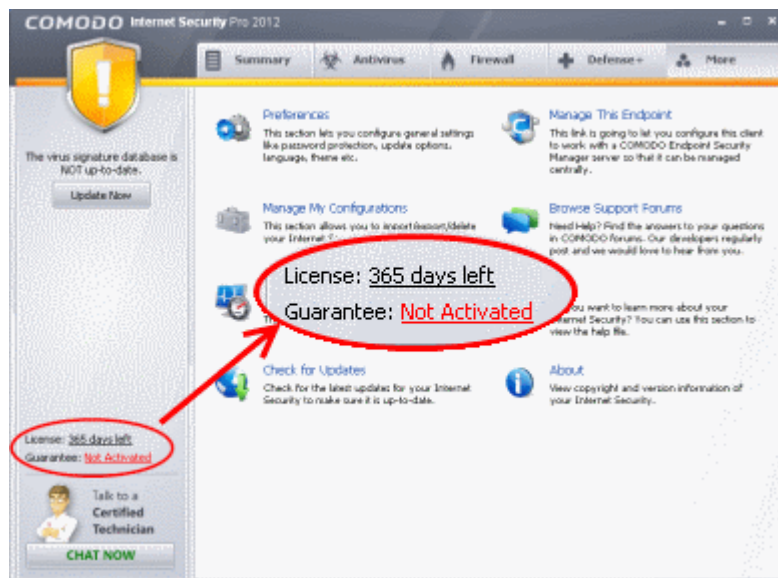 COMODO Internet Security Pro 2012
Summary
Antivirus
Firewall
Defense+
More
The virus signature database is
NOT up-to-date.
Update Now
License: 365 days left
Guarantee: Not Activated
Talk to a
Certified
Technician
CHAT NOW
Preferences
This section lets you configure general settings
like password protection, update options,
language, theme etc.
Manage This Endpoint
This link is going to let you configure this client
to work with a COMODO Endpoint Security
Manager server so that it can be managed
centrally.
Manage My Configurations
This section allows you to import/export/delete
your Internet
Browse Support Forums
Need Help? Find the answers to your questions
in COMODO forums. Our developers regularly
post and we would love to hear from you.
License: 365 days left
Guarantee: Not Activated
you want to learn more about your
Internet Security? You can use this section to
view the help file.
Check for Updates
Check for the latest updates for your Internet
Security to make sure it is up-to-date.
About
View copyright and version information of
your Internet Security.